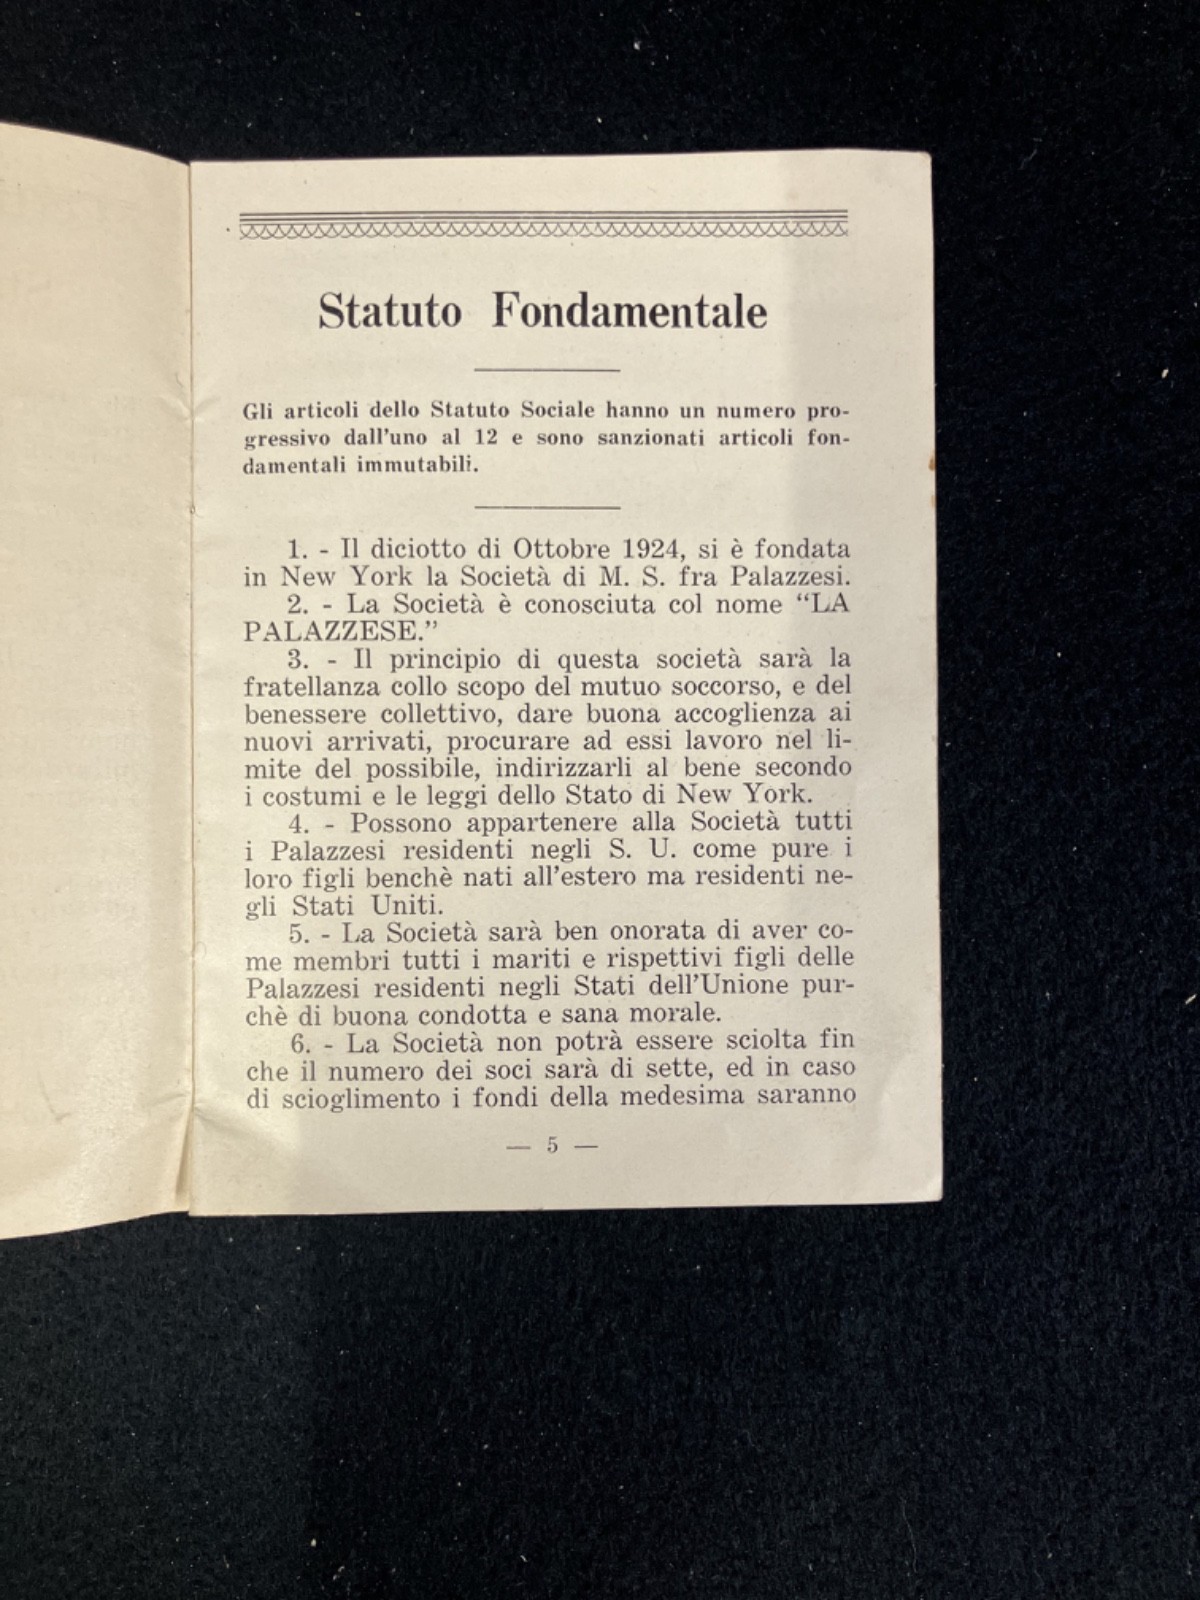 Statuto Fondamentale
Gli articoli dello Statuto Sociale hanno un numero pro-
gressivo dall'uno al 12 e sono sanzionati articoli fon-
damentali immutabili.
1. - Il diciotto di Ottobre 1924, si è fondata
in New York la Società di M. S. fra Palazzesi.
2. - La Società è conosciuta col nome “LA
PALAZZESE.”
3. - Il principio di questa società sarà la
fratellanza collo scopo del mutuo soccorso, e del
benessere collettivo, dare buona accoglienza ai
nuovi arrivati, procurare ad essi lavoro nel li-
mite del possibile, indirizzarli al bene secondo
i costumi e le leggi dello Stato di New York.
4. - Possono appartenere alla Società tutti
i Palazzesi residenti negli S. U. come pure i
loro figli benchè nati all'estero ma residenti ne-
gli Stati Uniti.
5. - La Società sarà ben onorata di aver co-
me membri tutti i mariti e rispettivi figli delle
Palazzesi residenti negli Stati dell'Unione pur-
chè di buona condotta e sana morale.
6. - La Società non potrà essere sciolta fin
che il numero dei soci sarà di sette, ed in caso
di scioglimento i fondi della medesima saranno
— 5 —